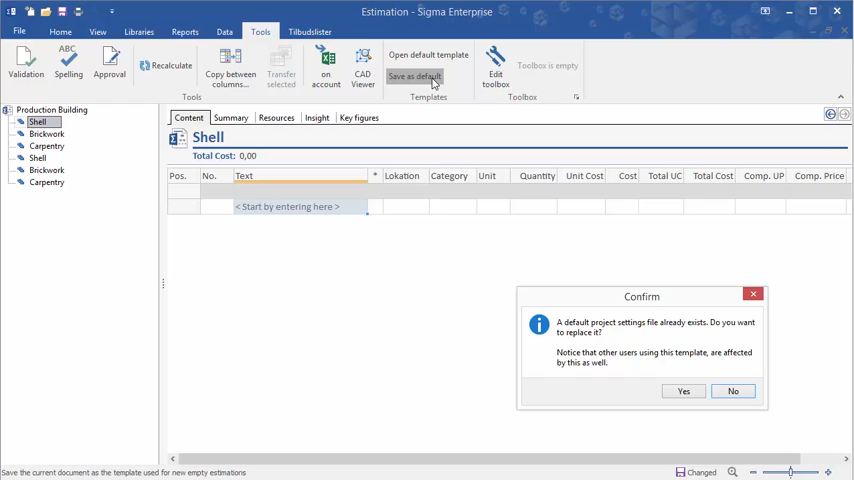 Estimation - Sigma Enterprise
File Home View Libraries Reports Data Tools Tilbudslister
Validation
ABC
Spelling
Approval
Recalculate
Copy between
columns...
Transfer
selected
on
account
CAD
Viewer
Open default template
Save as default
Edit
toolbox
Toolbox is empty
Tools Templates Toolbox
Production Building
Shell
Brickwork
Carpentry
Shell
Brickwork
Carpentry
Content Summary Resources Insight Key figures
Shell
Total Cost: 0,00
Pos. No. Text * Lokation Category Unit Quantity Unit Cost Cost Total UC Total Cost Comp. UP Comp. Price
< Start by entering here >
Confirm
A default project settings file already exists. Do you want
to replace it?
Notice that other users using this template, are affected
by this as well.
Yes No
Save the current document as the template used for new empty estimations
Changed